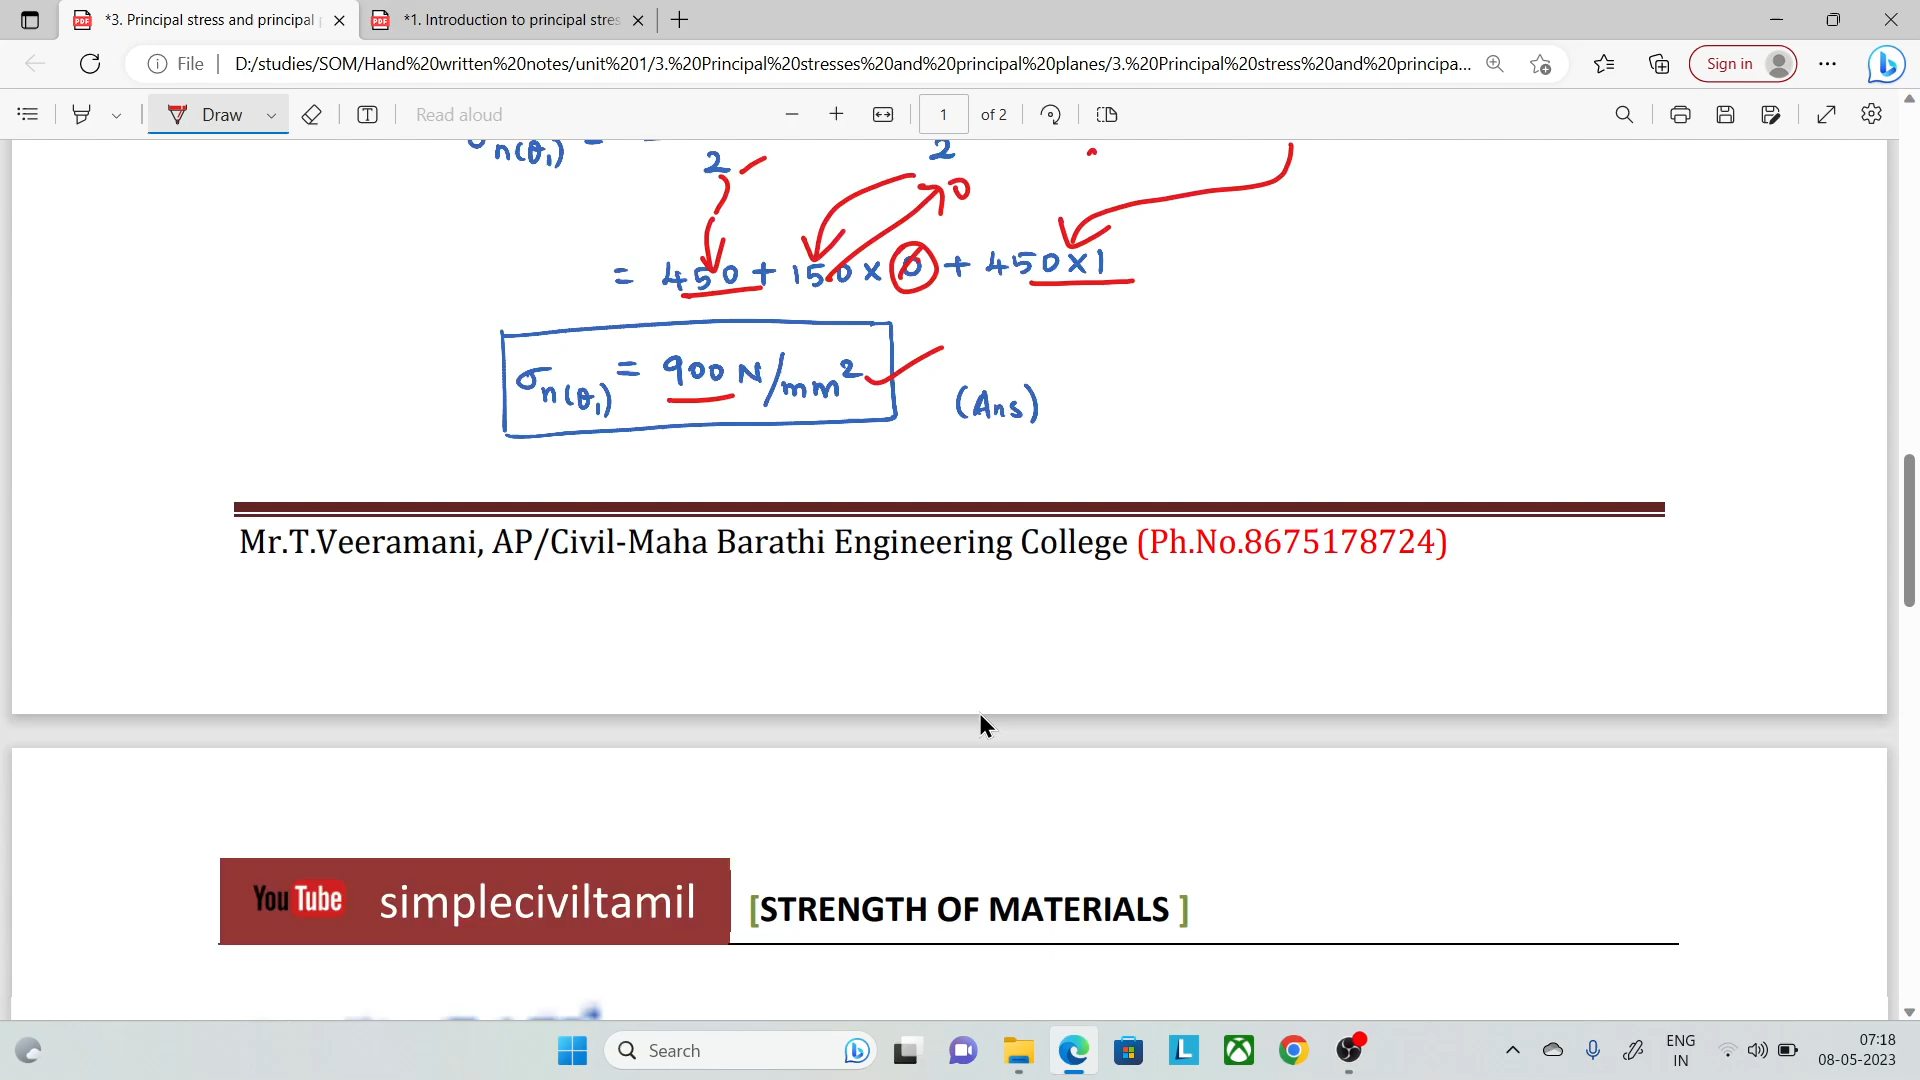 *3. Principal stress and principal
*1. Introduction to principal stres
File
D:/studies/SOM/Hand%20written%20notes/unit%201/3.%20Principal%20stresses%20and%20principal%20planes/3.%20Principal%20stress%20and%20principa...
Sign in
Draw
Read aloud
1 of 2
σn(θ₁) =
2 2
0
= 450 + 150 × 0 + 450×1
σn(θ₁) = 900 N/mm²
(Ans)
Mr.T.Veeramani, AP/Civil-Maha Barathi Engineering College (Ph.No.8675178724)
YouTube simpleciviltamil [STRENGTH OF MATERIALS ]
Search
L
ENG
IN
07:18
08-05-2023